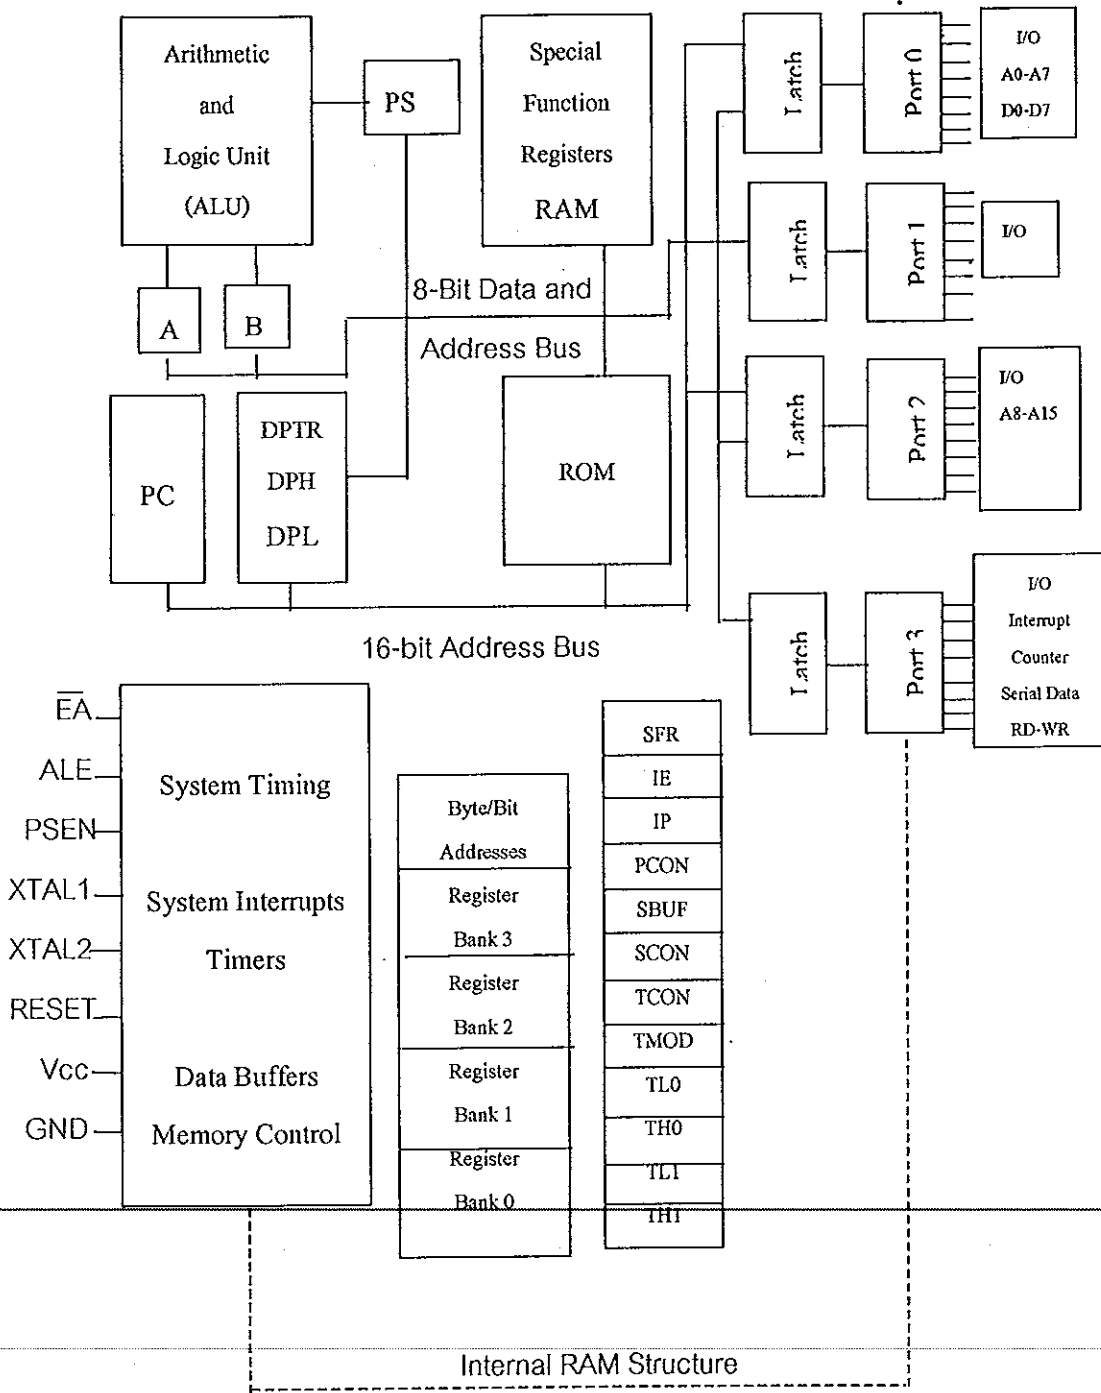 Arithmetic
and
Logic Unit
(ALU)
PS
Special
Function
Registers
RAM
Latch
Port 0
I/O
A0-A7
D0-D7
Latch
Port 1
I/O
A
B
8-Bit Data and
Address Bus
PC
DPTR
DPH
DPL
ROM
Latch
Port 2
I/O
A8-A15
16-bit Address Bus
Latch
Port 3
I/O
Interrupt
Counter
Serial Data
RD-WR
EA
ALE
PSEN
XTAL1
XTAL2
RESET
Vcc
GND
System Timing
System Interrupts
Timers
Data Buffers
Memory Control
Byte/Bit
Addresses
Register
Bank 3
Register
Bank 2
Register
Bank 1
Register
Bank 0
SFR
IE
IP
PCON
SBUF
SCON
TCON
TMOD
TL0
TH0
TL1
TH1
Internal RAM Structure